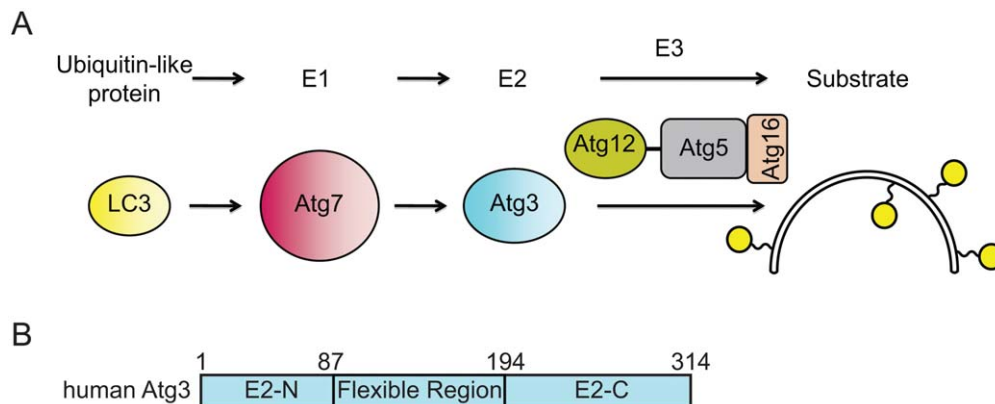 A
E3
Ubiquitin-like
protein
E1
E2
Substrate
Atg12
Atg5
Atg16
LC3
Atg7
Atg3
B
1 87 194 314
human Atg3 E2-N Flexible Region E2-C